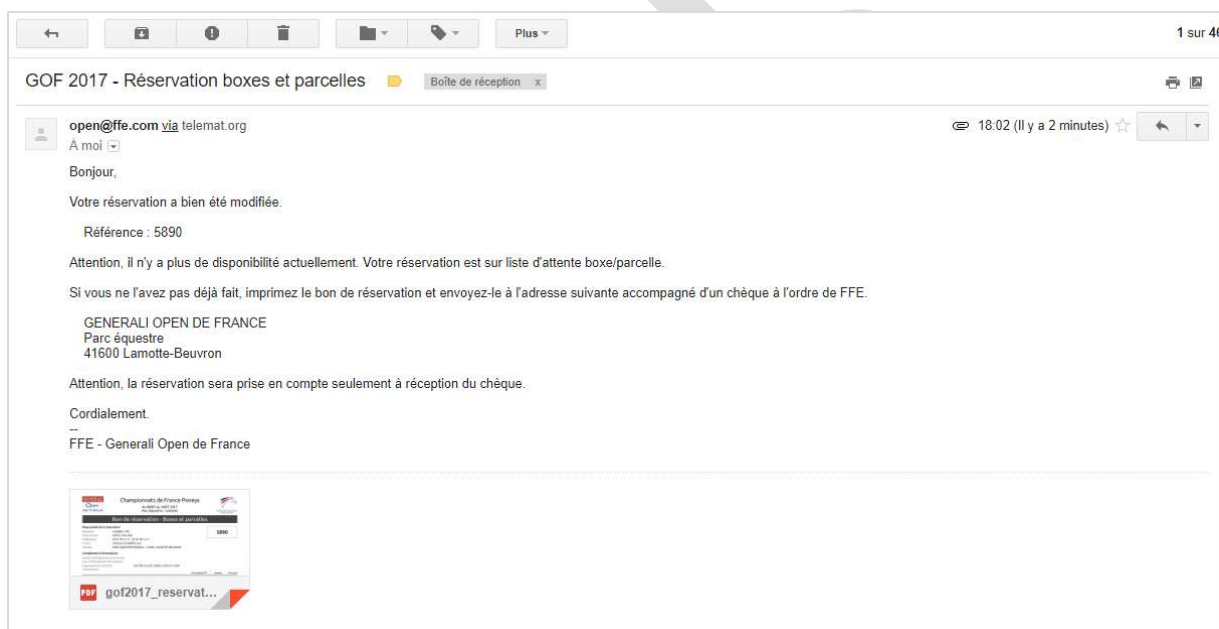 Plus
1 sur 46
GOF 2017 - Réservation boxes et parcelles
Boîte de réception x
open@ffe.com via telemat.org
18:02 (Il y a 2 minutes)
À moi
Bonjour,
Votre réservation a bien été modifiée.
Référence : 5890
Attention, il n'y a plus de disponibilité actuellement. Votre réservation est sur liste d'attente boxe/parcelle.
Si vous ne l'avez pas déjà fait, imprimez le bon de réservation et envoyez-le à l'adresse suivante accompagné d'un chèque à l'ordre de FFE.
GENERALI OPEN DE FRANCE
Parc équestre
41600 Lamotte-Beuvron
Attention, la réservation sera prise en compte seulement à réception du chèque.
Cordialement.
--
FFE - Generali Open de France
Championnats de France Poneys
Bon de réservation - Boxes et parcelles
5890
PDF
gof2017_reservat...